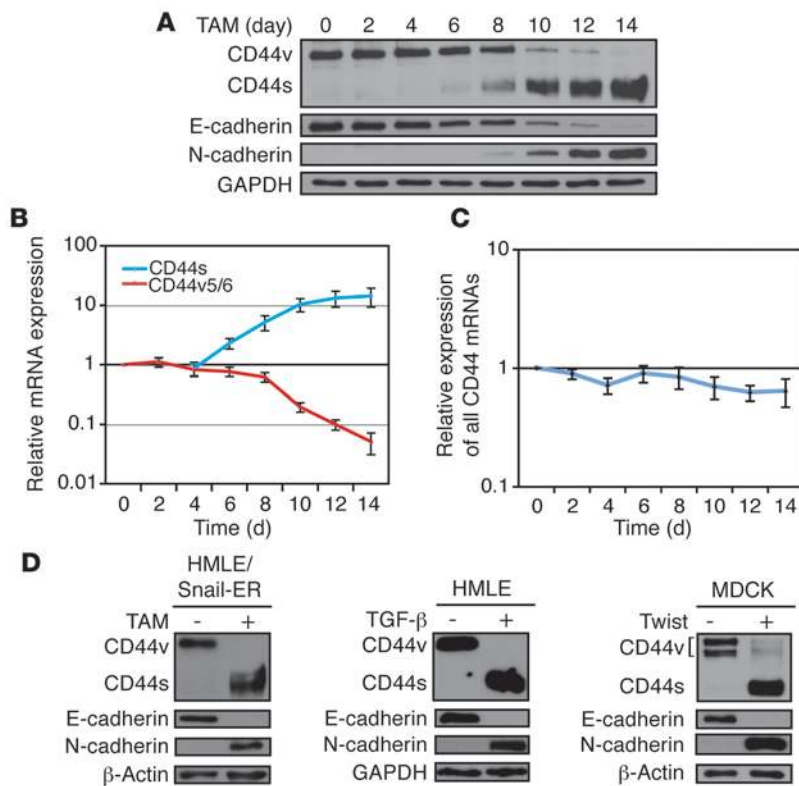 A TAM (day) 0 2 4 6 8 10 12 14
CD44v
CD44s
E-cadherin
N-cadherin
GAPDH
B
Relative mRNA expression
100
10
1
0.1
0.01
CD44s
CD44v5/6
0 2 4 6 8 10 12 14
Time (d)
C
Relative expression
of all CD44 mRNAs
10
1
0.1
0 2 4 6 8 10 12 14
Time (d)
D
HMLE/
Snail-ER
TAM - +
CD44v
CD44s
E-cadherin
N-cadherin
β-Actin
HMLE
TGF-β - +
CD44v
CD44s
E-cadherin
N-cadherin
GAPDH
MDCK
Twist - +
CD44v[
CD44s
E-cadherin
N-cadherin
β-Actin